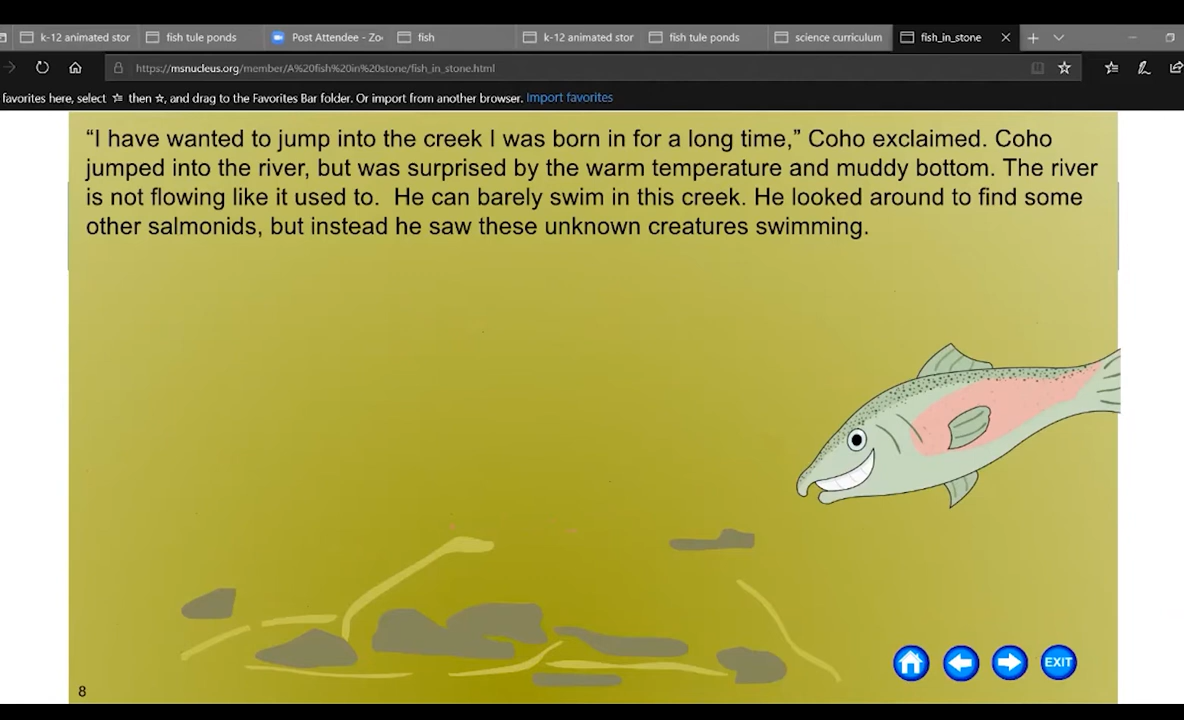 k-12 animated stor
fish tule ponds
Post Attendee - Zo
fish
k-12 animated stor
fish tule ponds
science curriculum
fish_in_stone
https://msnucleus.org/member/A%20fish%20in%20stone/fish_in_stone.html
favorites here, select then , and drag to the Favorites Bar folder. Or import from another browser. Import favorites
“I have wanted to jump into the creek I was born in for a long time,” Coho exclaimed. Coho
jumped into the river, but was surprised by the warm temperature and muddy bottom. The river
is not flowing like it used to. He can barely swim in this creek. He looked around to find some
other salmonids, but instead he saw these unknown creatures swimming.
EXIT
8